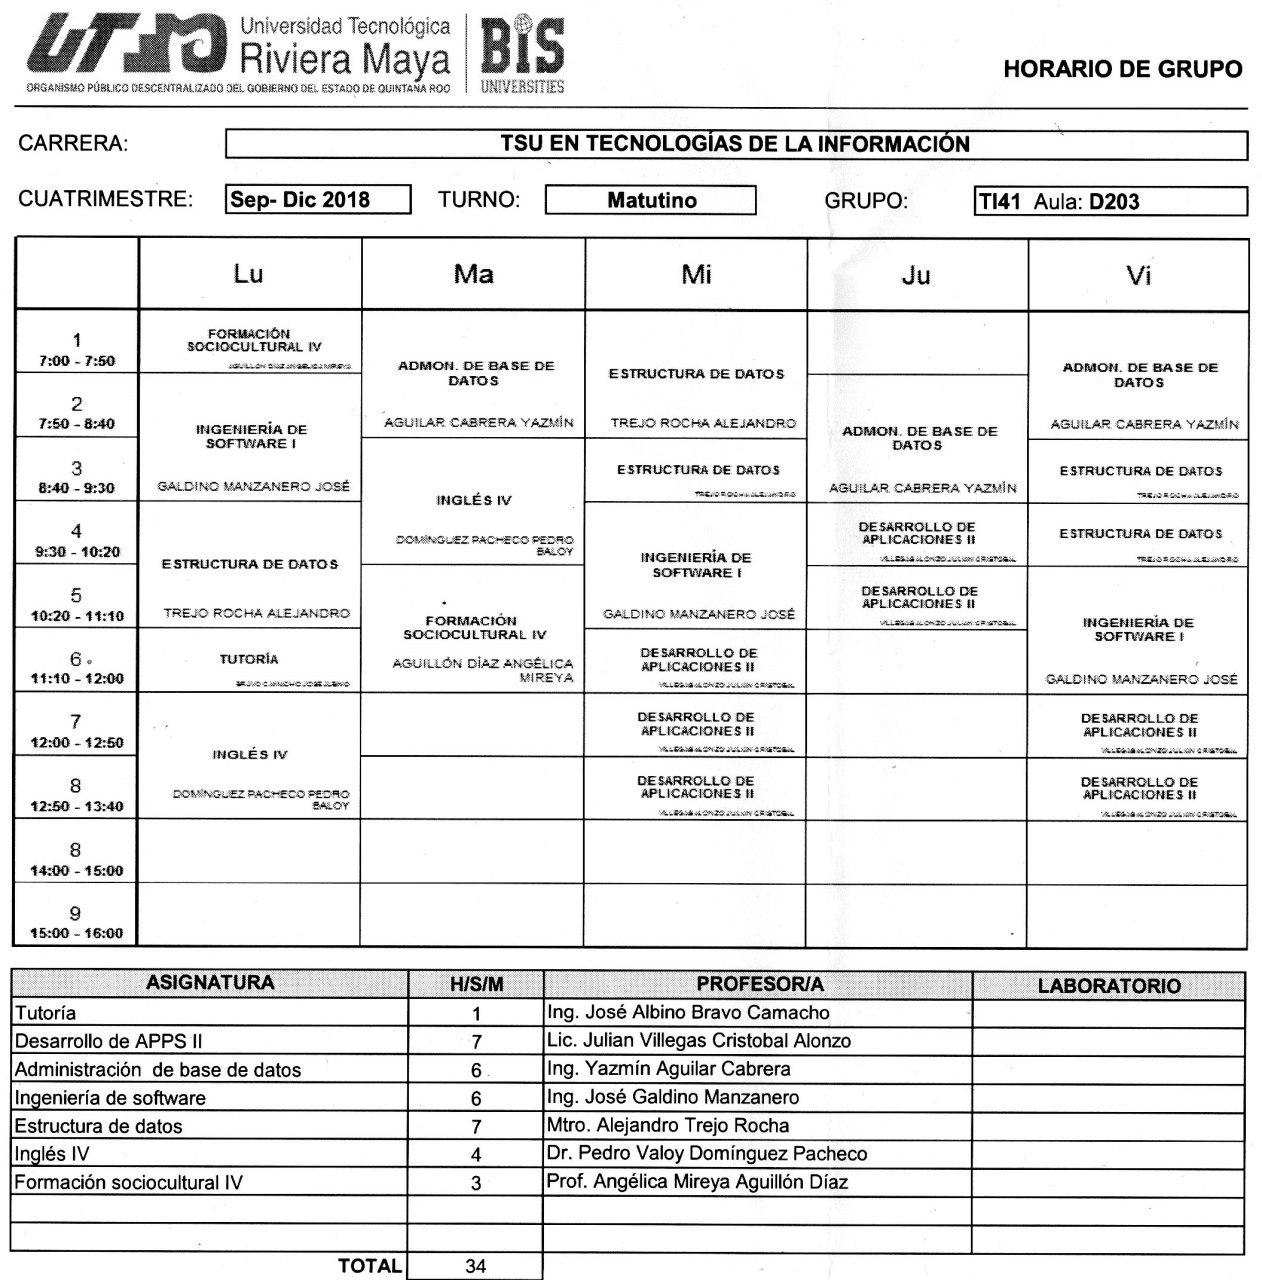 UTRM
Universidad Tecnológica
Riviera Maya
ORGANISMO PÚBLICO DESCENTRALIZADO DEL GOBIERNO DEL ESTADO DE QUINTANA ROO
BIS
UNIVERSITIES
HORARIO DE GRUPO
CARRERA:
TSU EN TECNOLOGÍAS DE LA INFORMACIÓN
CUATRIMESTRE: Sep- Dic 2018 TURNO: Matutino GRUPO: TI41 Aula: D203
Lu Ma Mi Ju Vi
1
7:00 - 7:50
2
7:50 - 8:40
3
8:40 - 9:30
4
9:30 - 10:20
5
10:20 - 11:10
6
11:10 - 12:00
7
12:00 - 12:50
8
12:50 - 13:40
8
14:00 - 15:00
9
15:00 - 16:00
FORMACIÓN
SOCIOCULTURAL IV
AGUILLON DIAZ ANGELICA MIREYA
INGENIERÍA DE
SOFTWARE I
GALDINO MANZANERO JOSÉ
ESTRUCTURA DE DATOS
TREJO ROCHA ALEJANDRO
TUTORÍA
BRAVO CAMACHO JOSE ALBINO
INGLÉS IV
DOMÍNGUEZ PACHECO PEDRO
BALOY
ADMON. DE BASE DE
DATOS
AGUILAR CABRERA YAZMÍN
INGLÉS IV
DOMÍNGUEZ PACHECO PEDRO
BALOY
FORMACIÓN
SOCIOCULTURAL IV
AGUILLÓN DÍAZ ANGÉLICA
MIREYA
ESTRUCTURA DE DATOS
TREJO ROCHA ALEJANDRO
ESTRUCTURA DE DATOS
TREJO ROCHA ALEJANDRO
INGENIERÍA DE
SOFTWARE I
GALDINO MANZANERO JOSÉ
DESARROLLO DE
APLICACIONES II
VILLEGAS ALONZO JULIAN CRISTOBAL
DESARROLLO DE
APLICACIONES II
VILLEGAS ALONZO JULIAN CRISTOBAL
DESARROLLO DE
APLICACIONES II
VILLEGAS ALONZO JULIAN CRISTOBAL
ADMON. DE BASE DE
DATOS
AGUILAR CABRERA YAZMÍN
DESARROLLO DE
APLICACIONES II
VILLEGAS ALONZO JULIAN CRISTOBAL
DESARROLLO DE
APLICACIONES II
VILLEGAS ALONZO JULIAN CRISTOBAL
ADMON. DE BASE DE
DATOS
AGUILAR CABRERA YAZMÍN
ESTRUCTURA DE DATOS
TREJO ROCHA ALEJANDRO
ESTRUCTURA DE DATOS
TREJO ROCHA ALEJANDRO
INGENIERÍA DE
SOFTWARE I
GALDINO MANZANERO JOSÉ
DESARROLLO DE
APLICACIONES II
VILLEGAS ALONZO JULIAN CRISTOBAL
DESARROLLO DE
APLICACIONES II
VILLEGAS ALONZO JULIAN CRISTOBAL
ASIGNATURA H/S/M PROFESOR/A LABORATORIO
Tutoría 1 Ing. José Albino Bravo Camacho
Desarrollo de APPS II 7 Lic. Julian Villegas Cristobal Alonzo
Administración de base de datos 6 Ing. Yazmín Aguilar Cabrera
Ingeniería de software 6 Ing. José Galdino Manzanero
Estructura de datos 7 Mtro. Alejandro Trejo Rocha
Inglés IV 4 Dr. Pedro Valoy Domínguez Pacheco
Formación sociocultural IV 3 Prof. Angélica Mireya Aguillón Díaz
TOTAL 34